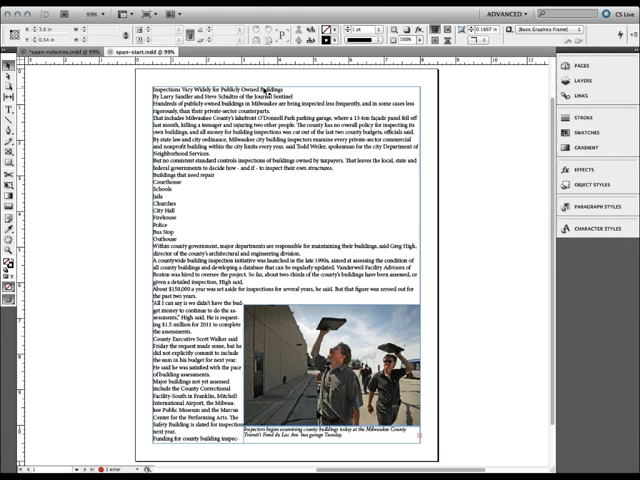 99%
ADVANCED
CS Live
X: 3.8 in
Y: 0.54 in
W:
H:
1 pt
100%
0.1667 in
[Basic Graphics Frame]
*span-columns.indd @ 99%
span-start.indd @ 99%
Inspections Vary Widely for Publicly Owned Buildings
By Larry Sandler and Steve Schultze of the Journal Sentinel
Hundreds of publicly owned buildings in Milwaukee are being inspected less frequently, and in some cases
rigorously, than their private-sector counterparts.
That includes Milwaukee County's lakefront O'Donnell Park parking garage, where a 13-ton façade panel fell off
last month, killing a teenager and injuring two other people. The county has no overall policy for inspecting its
own buildings, and all money for building inspections was cut out of the last two county budgets, officials said.
By state law and city ordinance, Milwaukee city building inspectors examine every private-sector commercial
and nonprofit building within the city limits every year, said Todd Weiler, spokesman for the city Department of
Neighborhood Services.
But no consistent standard controls inspections of buildings owned by taxpayers. That leaves the local, state and
federal governments to decide how - and if - to inspect their own structures.
Buildings that need repair
Courthouse
Schools
Jails
Churches
City Hall
Firehouse
Police
Bus Stop
Outhouse
Within county government, major departments are responsible for maintaining their buildings, said Greg High,
director of the county's architectural and engineering division.
A countywide building inspection initiative was launched in the late 1990s, aimed at assessing the condition of
all county buildings and developing a database that can be regularly updated. Vanderweil Facility Advisors of
Boston was hired to oversee the project. So far, about two-thirds of the county's buildings have been assessed, or
given a detailed inspection, High said.
About $150,000 a year was set aside for inspections for several years, he said. But that figure was zeroed out for
the past two years.
"All I can say is we didn't have the bud-
get money to continue to do the as-
sessments," High said. He is request-
ing $1.5 million for 2011 to complete
the assessments.
County Executive Scott Walker said
Friday the request made sense, but he
did not explicitly commit to include
the sum in his budget for next year.
He said he was satisfied with the pace
of building assessments.
Major buildings not yet assessed
include the County Correctional
Facility-South in Franklin, Mitchell
International Airport, the Milwau-
kee Public Museum and the Marcus
Center for the Performing Arts. The
Safety Building is slated for inspection
next year.
Funding for county building inspec-
Inspectors began examining county buildings today at the Milwaukee County
Transit's Fond du Lac Ave. bus garage Tuesday.
PAGES
LAYERS
LINKS
STROKE
SWATCHES
GRADIENT
EFFECTS
OBJECT STYLES
PARAGRAPH STYLES
CHARACTER STYLES
1
1 error